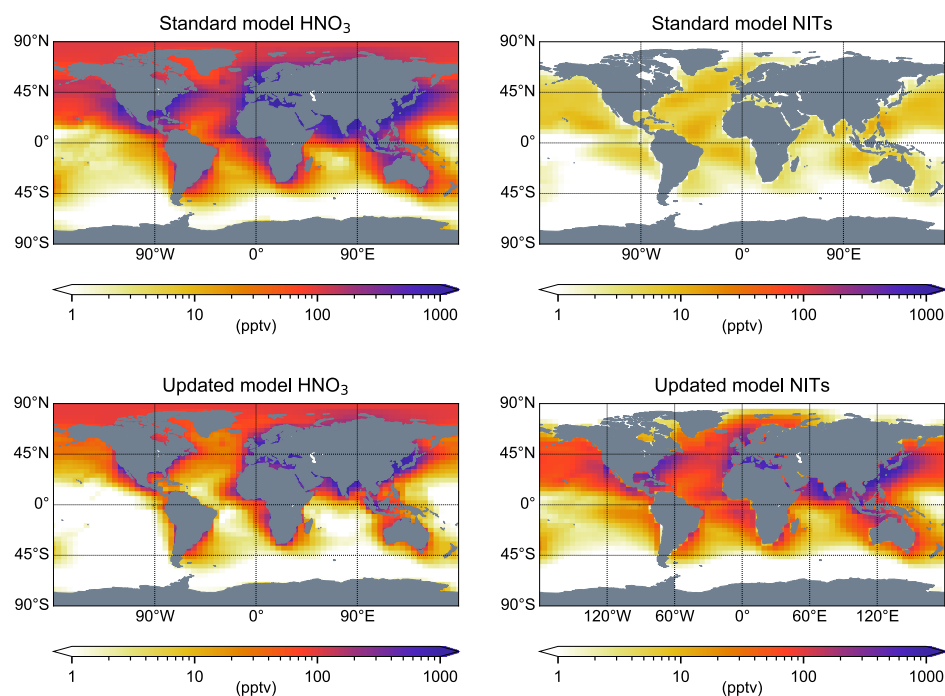 Standard model HNO₃
Standard model NITs
90°N
45°N
0°
45°S
90°S
90°W
0°
90°E
90°N
45°N
0°
45°S
90°S
90°W
0°
90°E
1
10
100
1000
(pptv)
1
10
100
1000
(pptv)
Updated model HNO₃
Updated model NITs
90°N
45°N
0°
45°S
90°S
90°W
0°
90°E
90°N
45°N
0°
45°S
90°S
120°W
60°W
0°
60°E
120°E
1
10
100
1000
(pptv)
1
10
100
1000
(pptv)